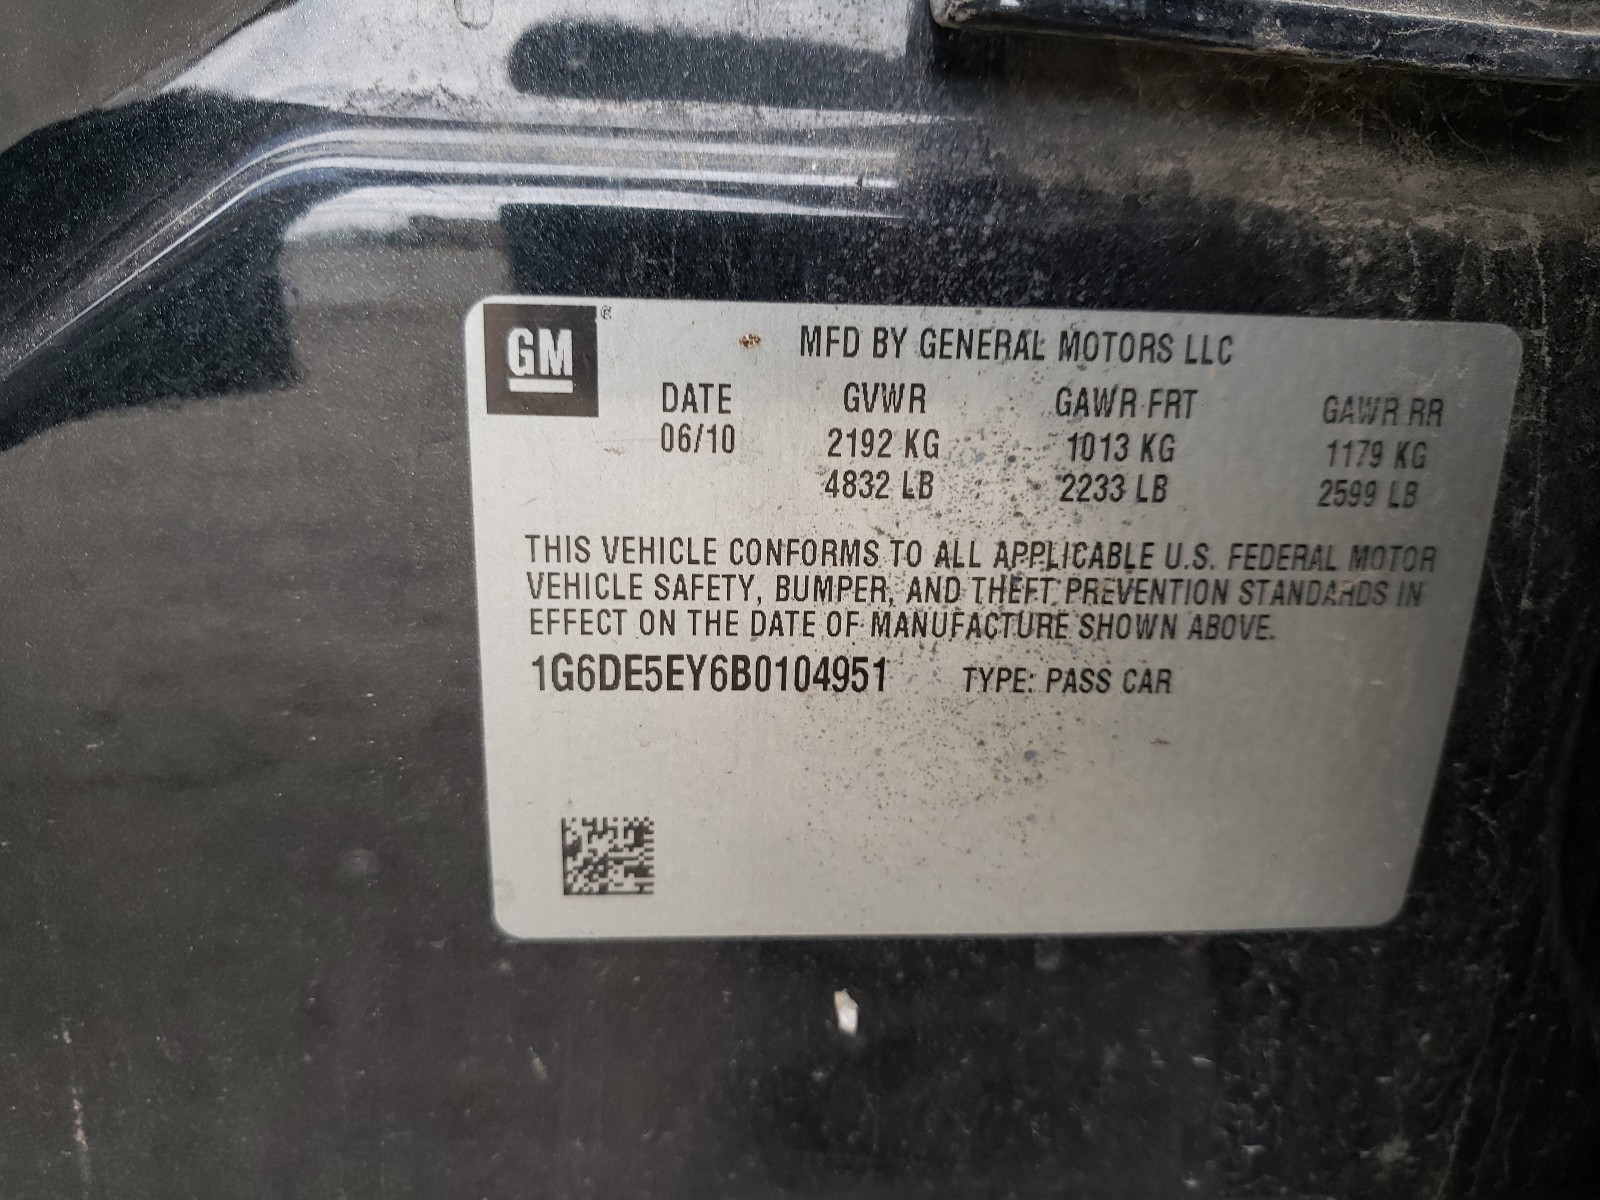 GM ®
MFD BY GENERAL MOTORS LLC
DATE GVWR GAWR FRT GAWR RR
06/10 2192 KG 1013 KG 1179 KG
4832 LB 2233 LB 2599 LB
THIS VEHICLE CONFORMS TO ALL APPLICABLE U.S. FEDERAL MOTOR
VEHICLE SAFETY, BUMPER, AND THEFT PREVENTION STANDARDS IN
EFFECT ON THE DATE OF MANUFACTURE SHOWN ABOVE.
1G6DE5EY6B0104951 TYPE: PASS CAR